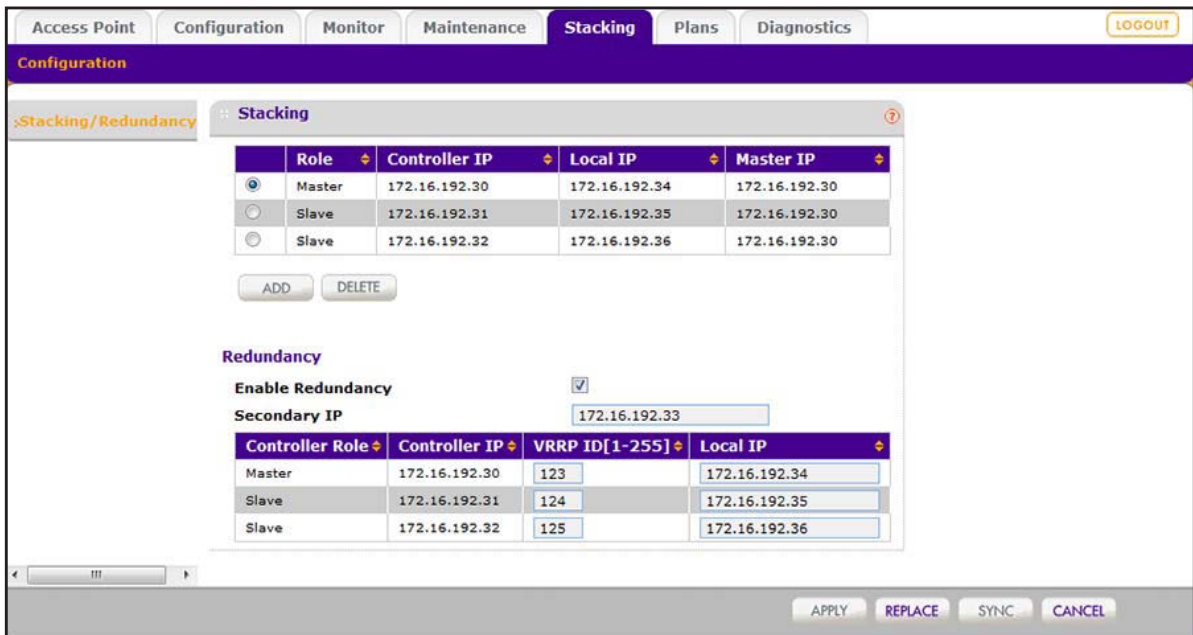 Access Point Configuration Monitor Maintenance Stacking Plans Diagnostics LOGOUT
Configuration
Stacking/Redundancy
Stacking ?
Role Controller IP Local IP Master IP
Master 172.16.192.30 172.16.192.34 172.16.192.30
Slave 172.16.192.31 172.16.192.35 172.16.192.30
Slave 172.16.192.32 172.16.192.36 172.16.192.30
ADD DELETE
Redundancy
Enable Redundancy
Secondary IP 172.16.192.33
Controller Role Controller IP VRRP ID[1-255] Local IP
Master 172.16.192.30 123 172.16.192.34
Slave 172.16.192.31 124 172.16.192.35
Slave 172.16.192.32 125 172.16.192.36
APPLY REPLACE SYNC CANCEL